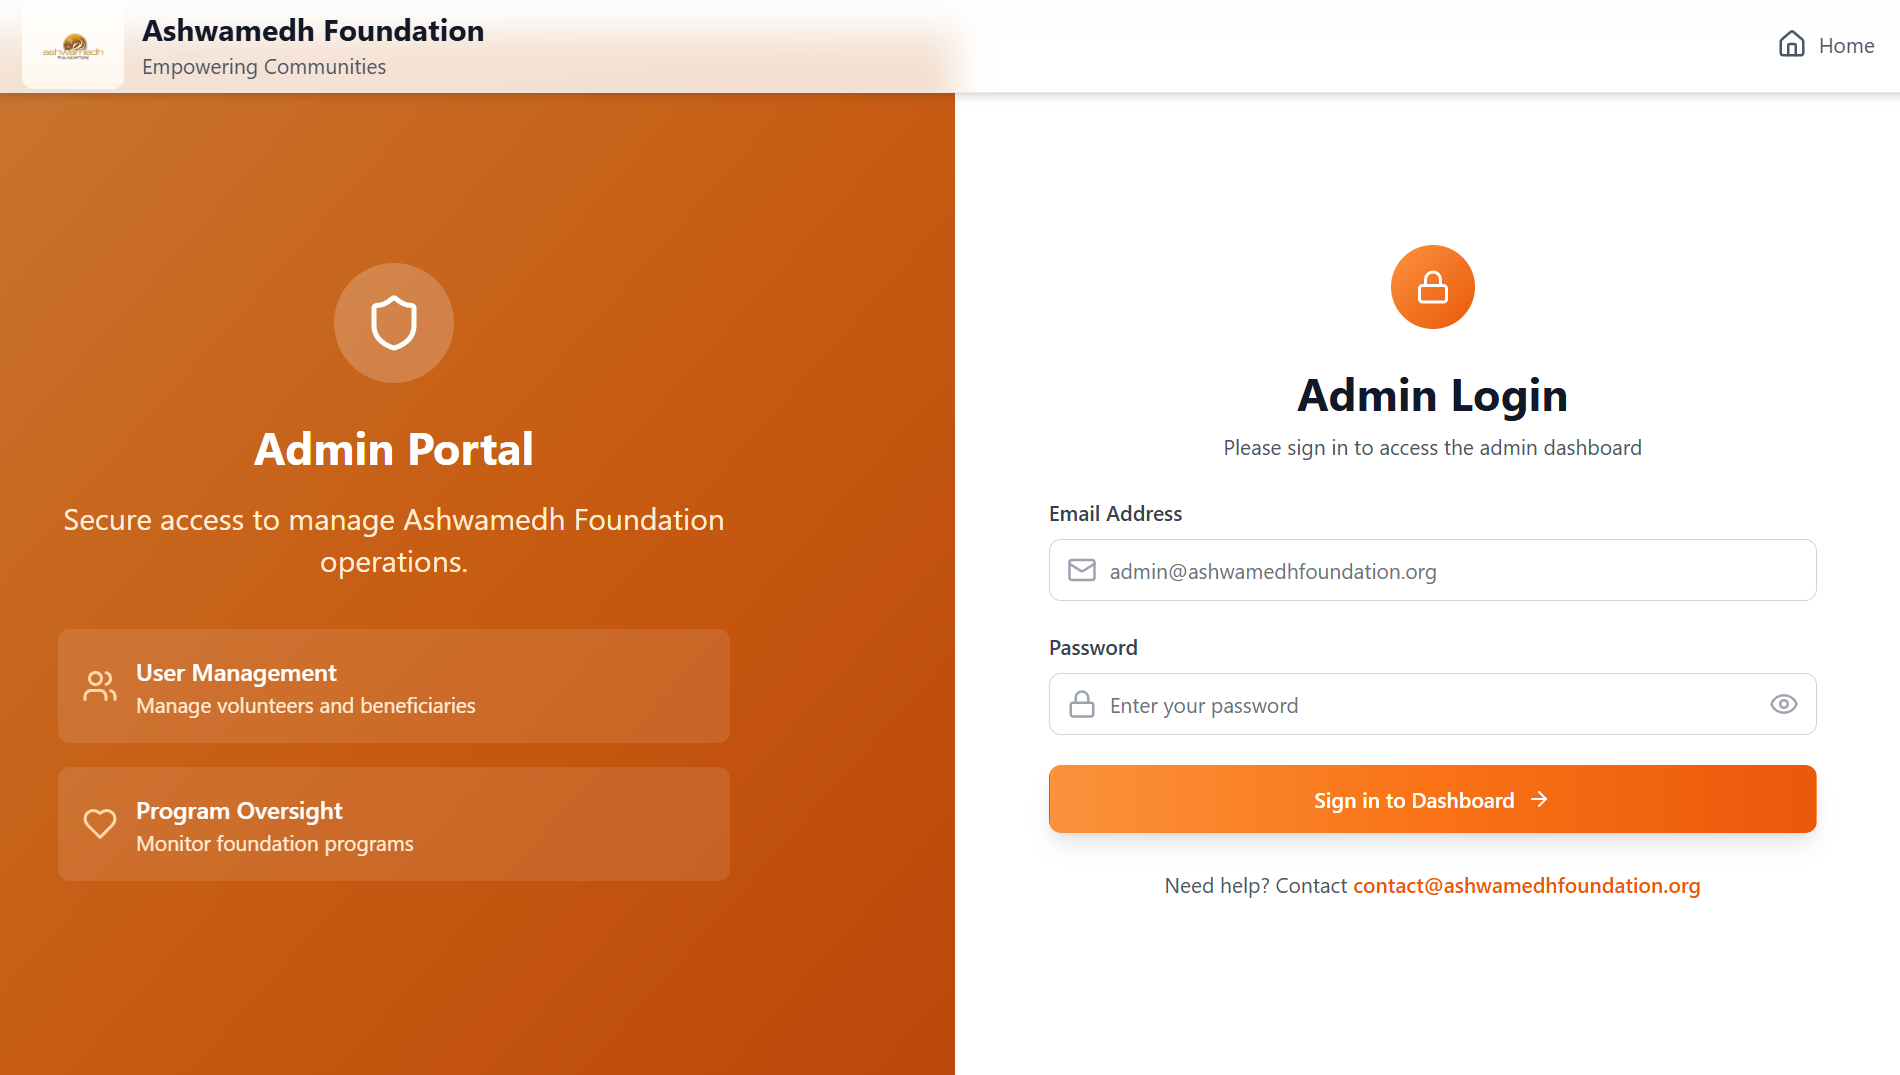 ashwamedh
FOUNDATION
Ashwamedh Foundation
Empowering Communities
Home
Admin Portal
Secure access to manage Ashwamedh Foundation
operations.
User Management
Manage volunteers and beneficiaries
Program Oversight
Monitor foundation programs
Admin Login
Please sign in to access the admin dashboard
Email Address
admin@ashwamedhfoundation.org
Password
Enter your password
Sign in to Dashboard
Need help? Contact contact@ashwamedhfoundation.org